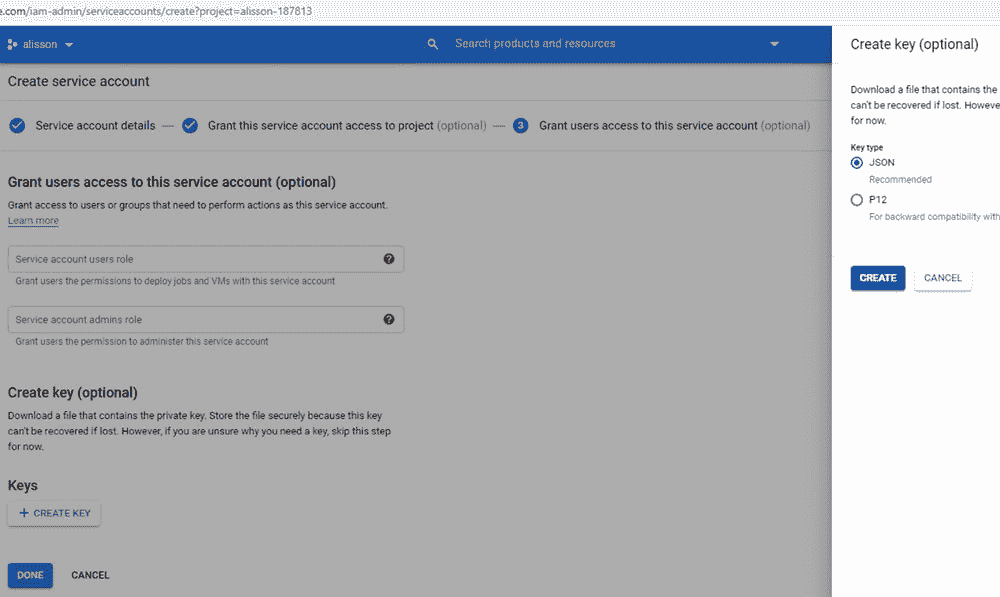 e.com/iam-admin/serviceaccounts/create?project=alisson-187813
alisson
Search products and resources
Create service account
Service account details — Grant this service account access to project (optional) — 3 Grant users access to this service account (optional)
Grant users access to this service account (optional)
Grant access to users or groups that need to perform actions as this service account.
Learn more
Service account users role
Grant users the permissions to deploy jobs and VMs with this service account
Service account admins role
Grant users the permission to administer this service account
Create key (optional)
Download a file that contains the private key. Store the file securely because this key
can't be recovered if lost. However, if you are unsure why you need a key, skip this step
for now.
Keys
+ CREATE KEY
DONE CANCEL
Create key (optional)
Download a file that contains the
can't be recovered if lost. Howeve
for now.
Key type
JSON
Recommended
P12
For backward compatibility with
CREATE CANCEL